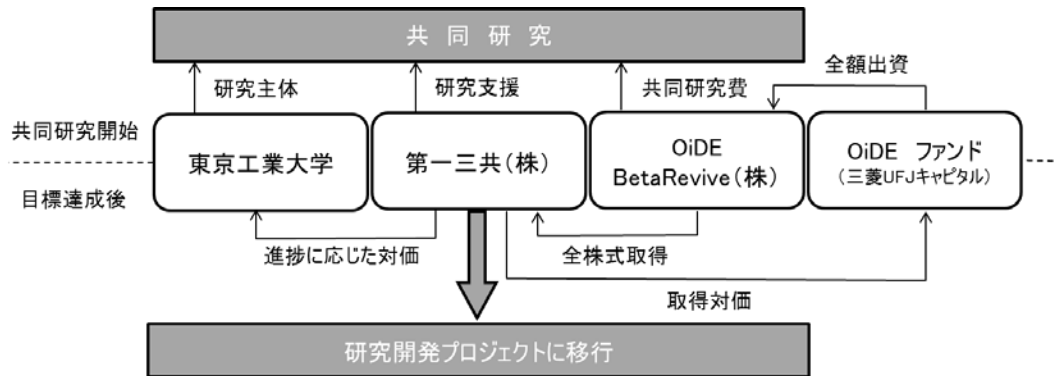 共 同 研 究
全額出資
研究主体
研究支援
共同研究費
共同研究開始
東京工業大学
第一三共(株)
OiDE
BetaRevive(株)
OiDE ファンド
(三菱UFJキャピタル)
目標達成後
進捗に応じた対価
全株式取得
取得対価
研究開発プロジェクトに移行